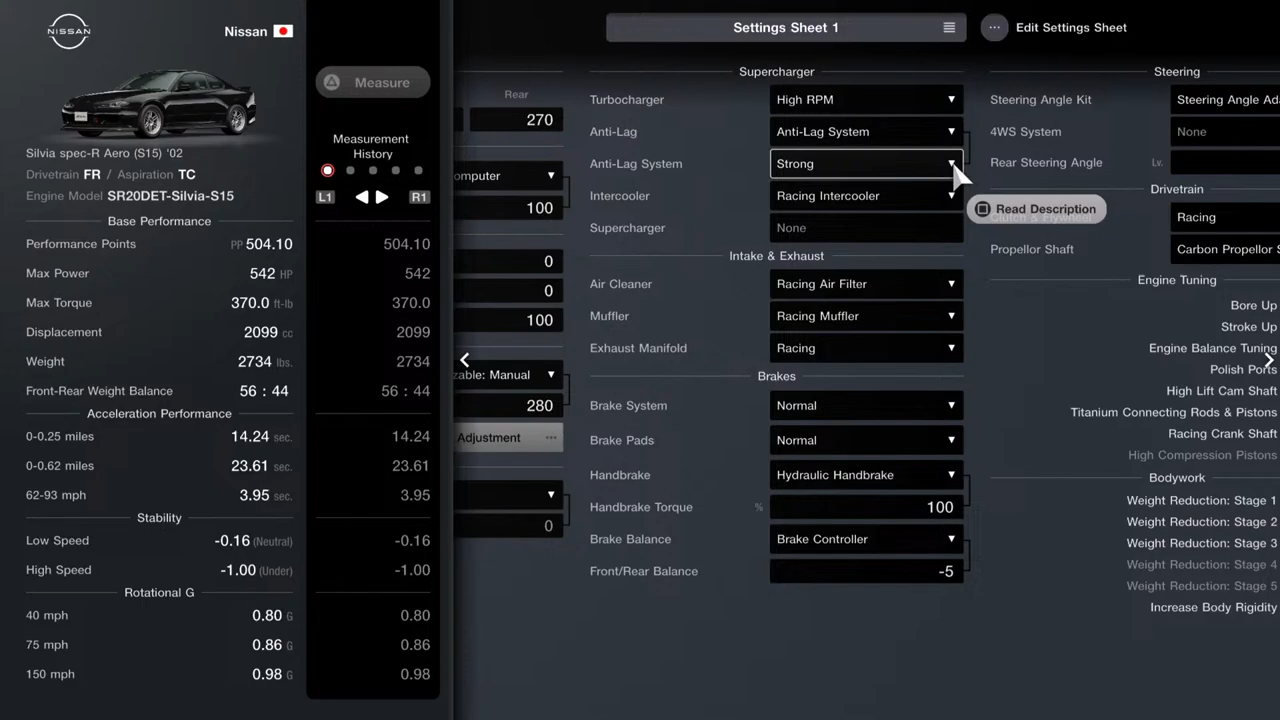 NISSAN
Nissan
Silvia spec-R Aero (S15) '02
Drivetrain FR / Aspiration TC
Engine Model SR20DET-Silvia-S15
Base Performance
Performance Points PP 504.10
Max Power 542 HP
Max Torque 370.0 ft-lb
Displacement 2099 cc
Weight 2734 lbs.
Front-Rear Weight Balance 56 : 44
Acceleration Performance
0-0.25 miles 14.24 sec.
0-0.62 miles 23.61 sec.
62-93 mph 3.95 sec.
Stability
Low Speed -0.16 (Neutral)
High Speed -1.00 (Under)
Rotational G
40 mph 0.80 G
75 mph 0.86 G
150 mph 0.98 G
Measure
Measurement
History
L1 R1
504.10
542
370.0
2099
2734
56 : 44
14.24
23.61
3.95
-0.16
-1.00
0.80
0.86
0.98
Settings Sheet 1
Edit Settings Sheet
Rear
270
omputer
100
0
0
100
zable: Manual
280
Adjustment
0
Supercharger
Turbocharger High RPM
Anti-Lag Anti-Lag System
Anti-Lag System Strong
Intercooler Racing Intercooler
Supercharger None
Intake & Exhaust
Air Cleaner Racing Air Filter
Muffler Racing Muffler
Exhaust Manifold Racing
Brakes
Brake System Normal
Brake Pads Normal
Handbrake Hydraulic Handbrake
Handbrake Torque % 100
Brake Balance Brake Controller
Front/Rear Balance -5
Steering
Steering Angle Kit Steering Angle Ad
4WS System None
Rear Steering Angle Lv.
Drivetrain
Read Description
Clutch & Flywheel Racing
Propellor Shaft Carbon Propellor S
Engine Tuning
Bore Up
Stroke Up
Engine Balance Tuning
Polish Ports
High Lift Cam Shaft
Titanium Connecting Rods & Pistons
Racing Crank Shaft
High Compression Pistons
Bodywork
Weight Reduction: Stage 1
Weight Reduction: Stage 2
Weight Reduction: Stage 3
Weight Reduction: Stage 4
Weight Reduction: Stage 5
Increase Body Rigidity